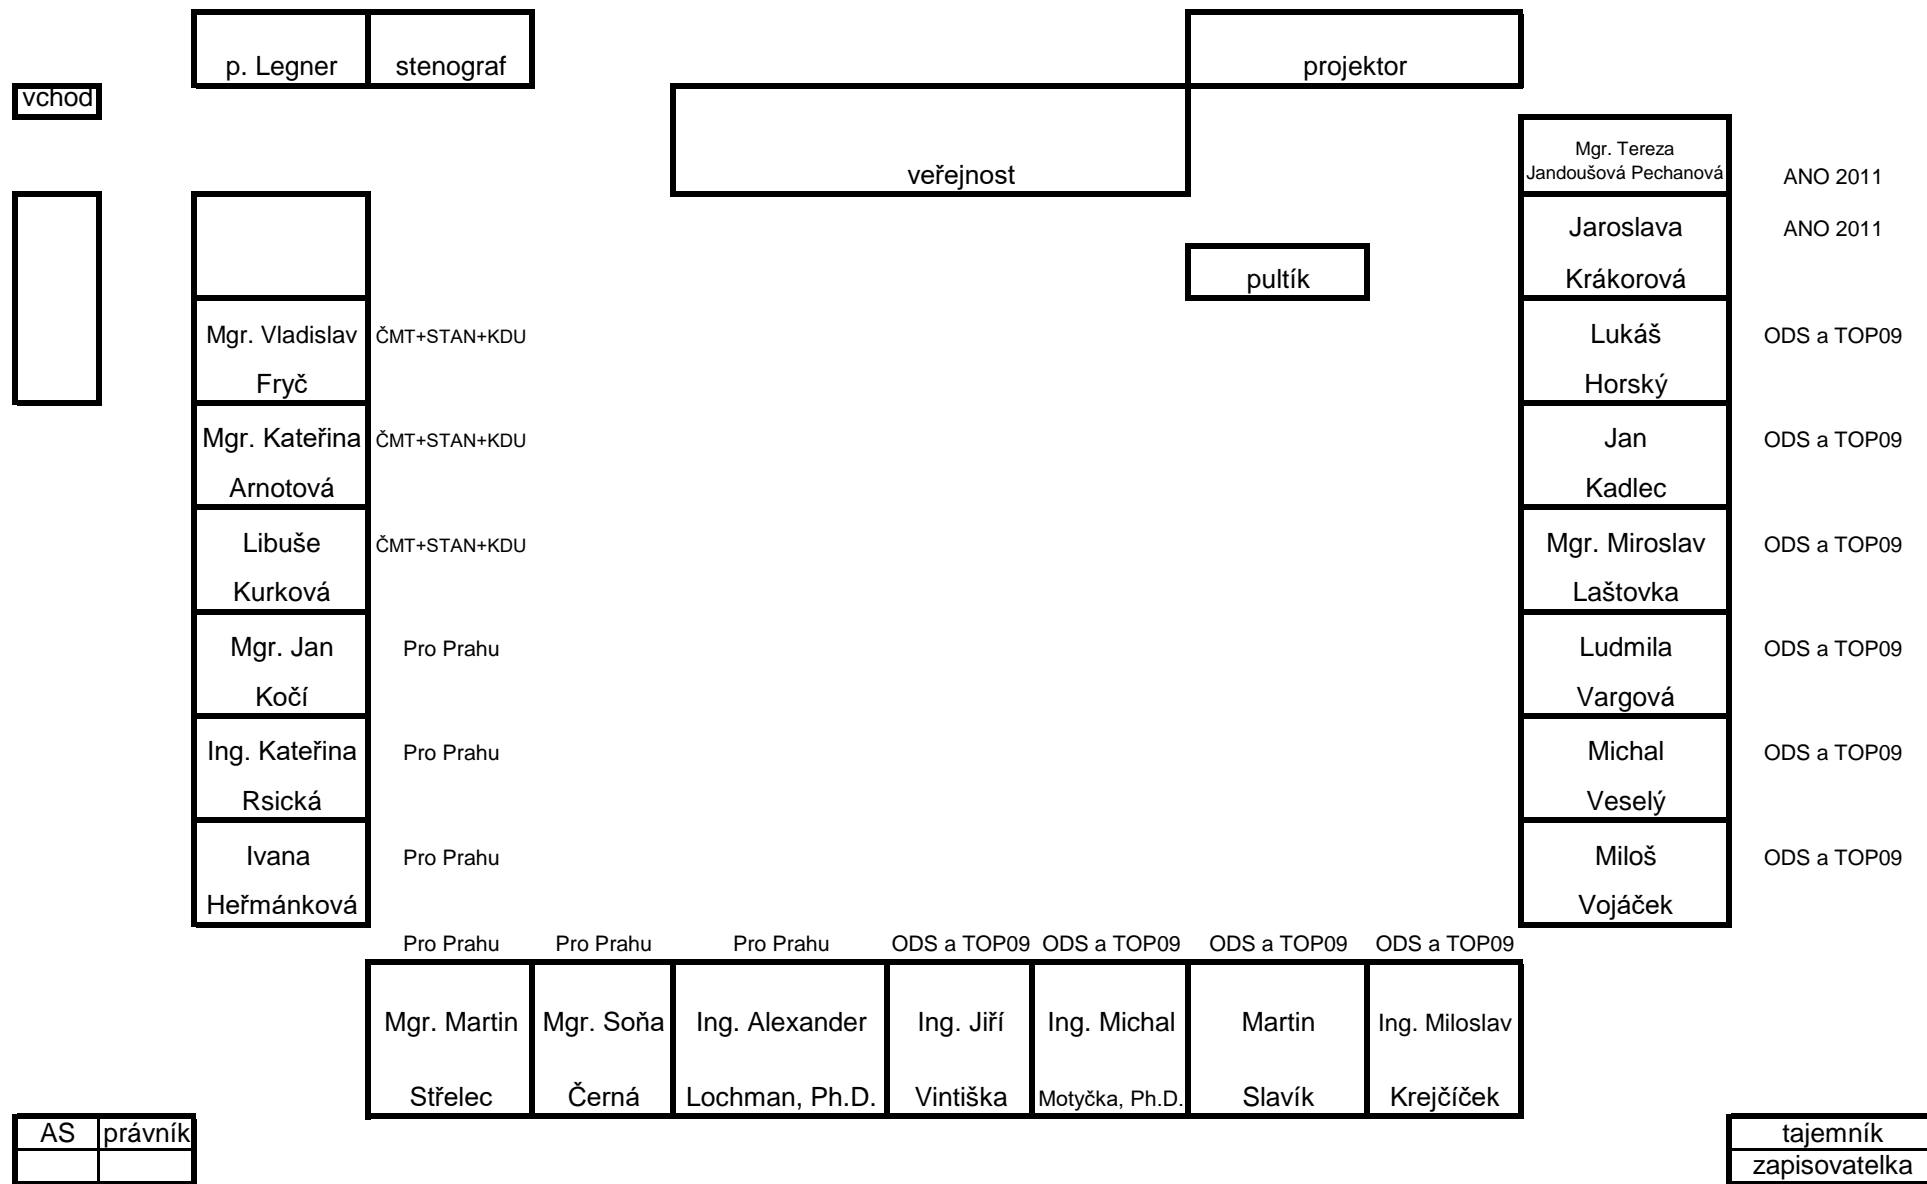 p. Legner stenograf projektor
vchod
veřejnost
Mgr. Tereza
Jandoušová Pechanová ANO 2011
Jaroslava ANO 2011
pultík Krákorová
Mgr. Vladislav ČMT+STAN+KDU Lukáš ODS a TOP09
Fryč Horský
Mgr. Kateřina ČMT+STAN+KDU Jan ODS a TOP09
Arnotová Kadlec
Libuše ČMT+STAN+KDU Mgr. Miroslav ODS a TOP09
Kurková Laštovka
Mgr. Jan Pro Prahu Ludmila ODS a TOP09
Kočí Vargová
Ing. Kateřina Pro Prahu Michal ODS a TOP09
Rsická Veselý
Ivana Pro Prahu Miloš ODS a TOP09
Heřmánková Vojáček
Pro Prahu Pro Prahu Pro Prahu ODS a TOP09 ODS a TOP09 ODS a TOP09 ODS a TOP09
Mgr. Martin Mgr. Soňa Ing. Alexander Ing. Jiří Ing. Michal Martin Ing. Miloslav
Střelec Černá Lochman, Ph.D. Vintiška Motyčka, Ph.D. Slavík Krejčíček
AS právník tajemník
zapisovatelka